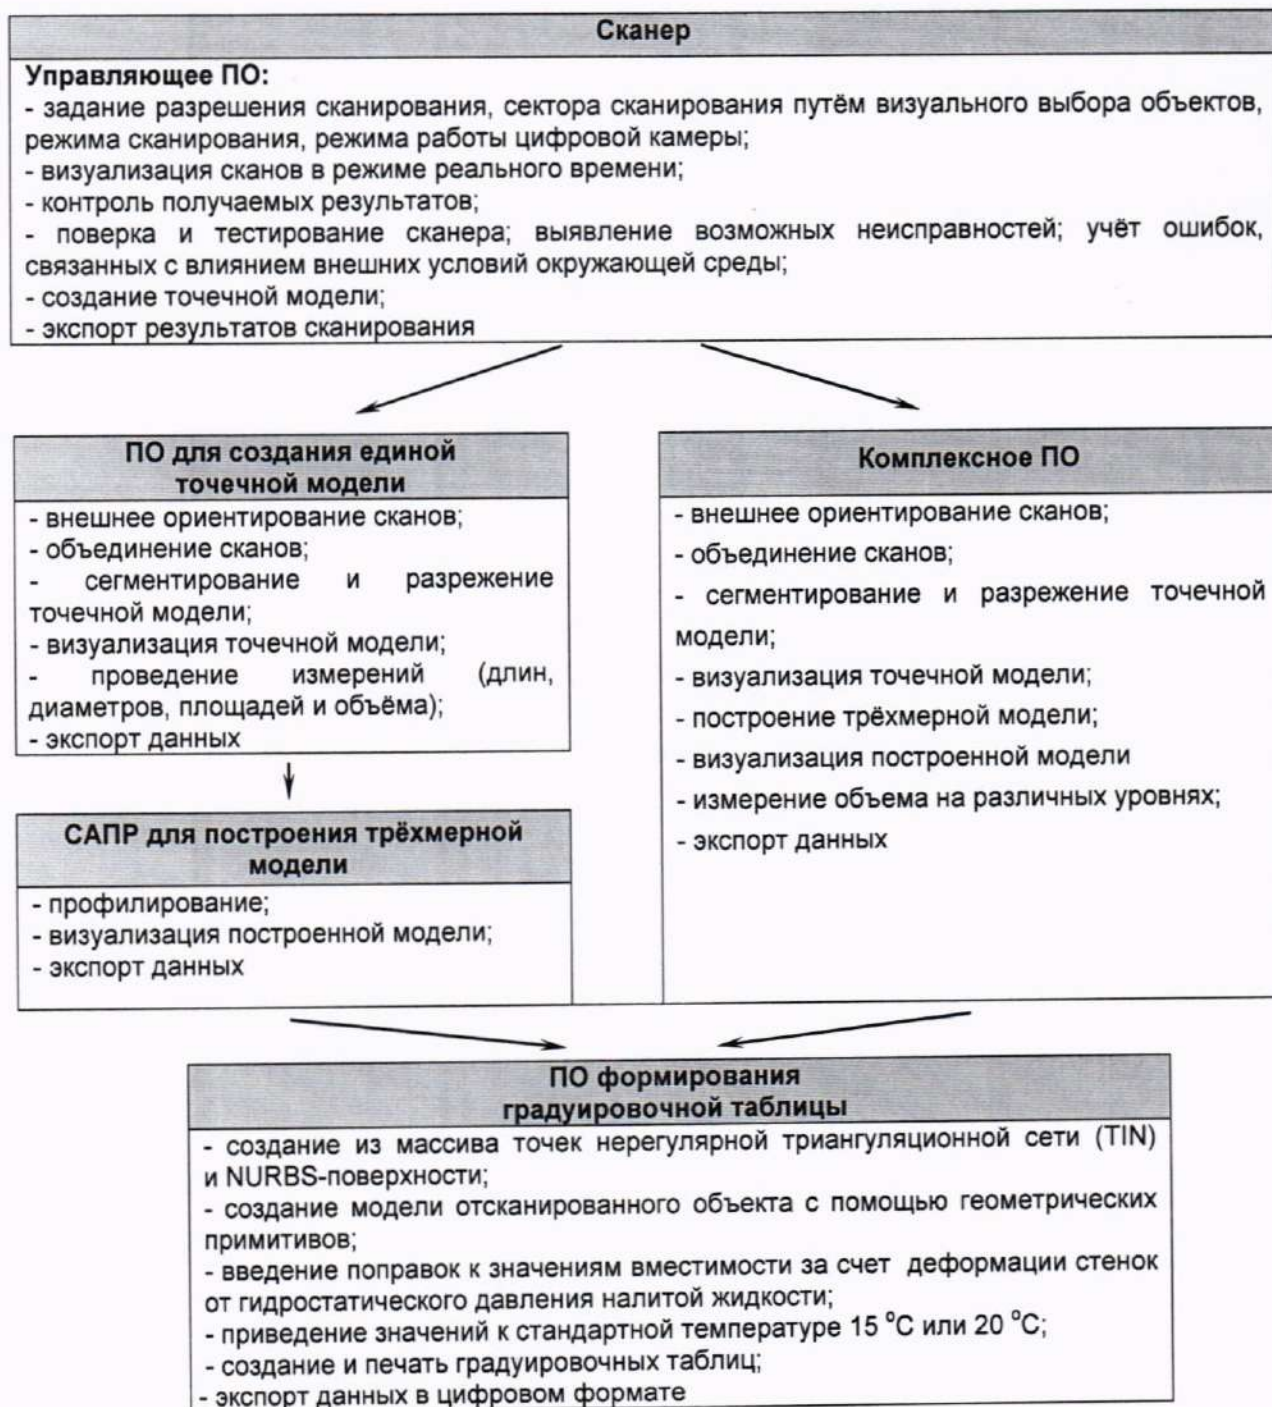 Сканер
Управляющее ПО:
- задание разрешения сканирования, сектора сканирования путём визуального выбора объектов,
режима сканирования, режима работы цифровой камеры;
- визуализация сканов в режиме реального времени;
- контроль получаемых результатов;
- поверка и тестирование сканера; выявление возможных неисправностей; учёт ошибок,
связанных с влиянием внешних условий окружающей среды;
- создание точечной модели;
- экспорт результатов сканирования
ПО для создания единой
точечной модели
- внешнее ориентирование сканов;
- объединение сканов;
- сегментирование и разрежение
точечной модели;
- визуализация точечной модели;
- проведение измерений (длин,
диаметров, площадей и объёма);
- экспорт данных
САПР для построения трёхмерной
модели
- профилирование;
- визуализация построенной модели;
- экспорт данных
Комплексное ПО
- внешнее ориентирование сканов;
- объединение сканов;
- сегментирование и разрежение точечной
модели;
- визуализация точечной модели;
- построение трёхмерной модели;
- визуализация построенной модели
- измерение объема на различных уровнях;
- экспорт данных
ПО формирования
градуировочной таблицы
- создание из массива точек нерегулярной триангуляционной сети (TIN)
и NURBS-поверхности;
- создание модели отсканированного объекта с помощью геометрических
примитивов;
- введение поправок к значениям вместимости за счет деформации стенок
от гидростатического давления налитой жидкости;
- приведение значений к стандартной температуре 15 °С или 20 °С;
- создание и печать градуировочных таблиц;
- экспорт данных в цифровом формате